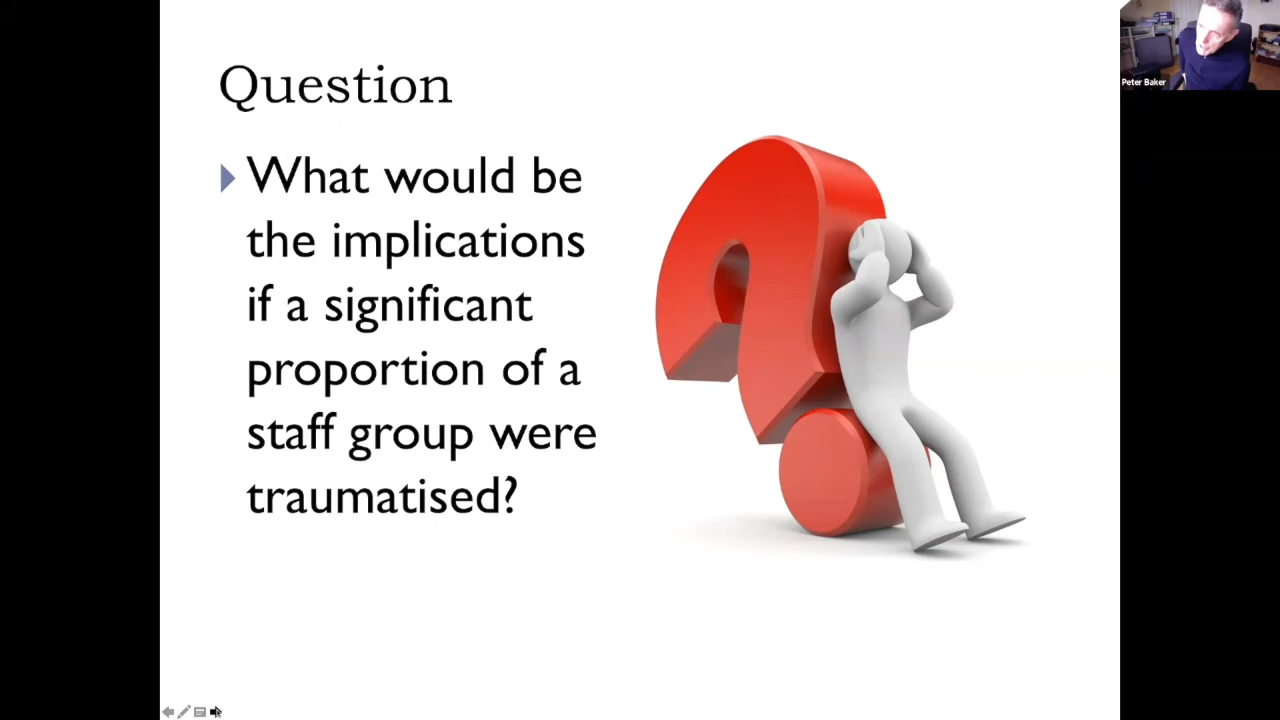 Question
What would be
the implications
if a significant
proportion of a
staff group were
traumatised?
Peter Baker